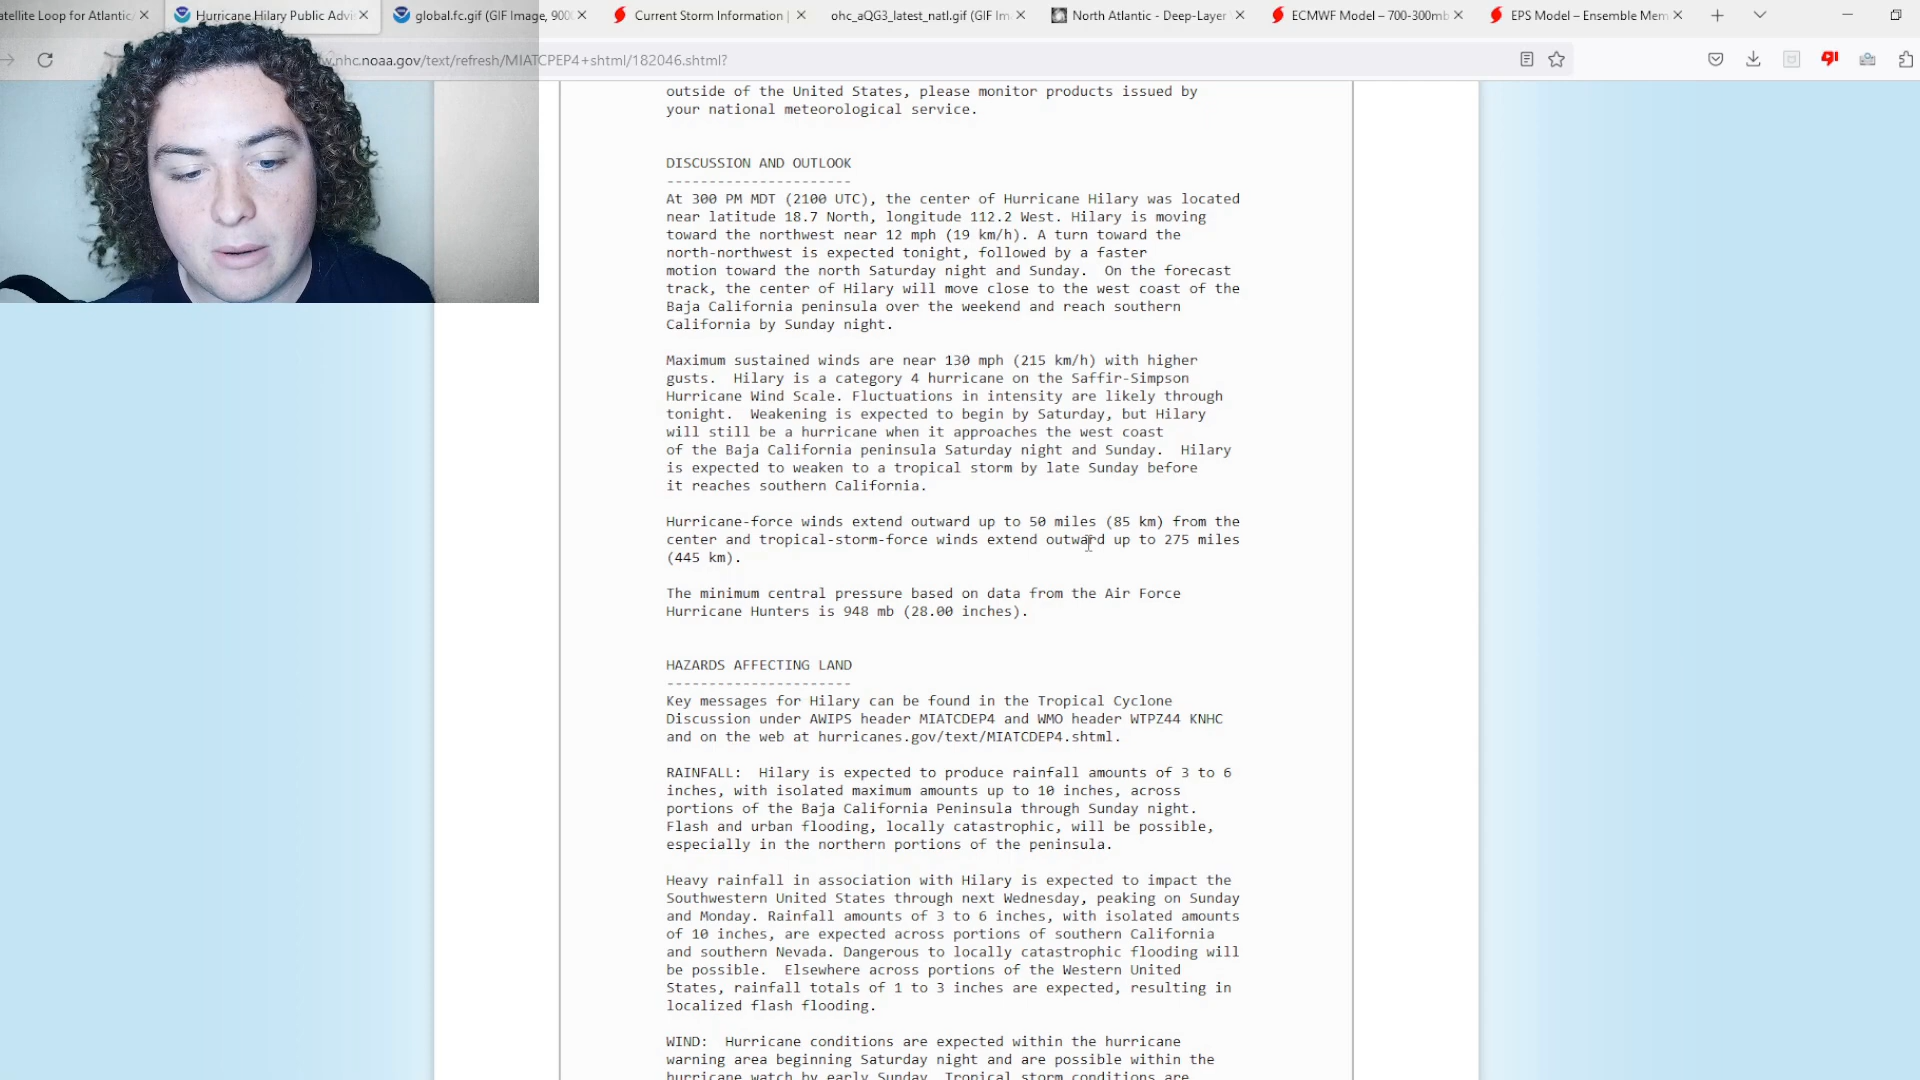 atellite Loop for Atlantic
Hurricane Hilary Public Advi
global.fc.gif (GIF Image, 900
Current Storm Information |
ohc_aQG3_latest_natl.gif (GIF Im
North Atlantic - Deep-Layer
ECMWF Model – 700-300mb
EPS Model – Ensemble Mem
.nhc.noaa.gov/text/refresh/MIATCPEP4+shtml/182046.shtml?
outside of the United States, please monitor products issued by
your national meteorological service.
DISCUSSION AND OUTLOOK
----------------------
At 300 PM MDT (2100 UTC), the center of Hurricane Hilary was located
near latitude 18.7 North, longitude 112.2 West. Hilary is moving
toward the northwest near 12 mph (19 km/h). A turn toward the
north-northwest is expected tonight, followed by a faster
motion toward the north Saturday night and Sunday.  On the forecast
track, the center of Hilary will move close to the west coast of the
Baja California peninsula over the weekend and reach southern
California by Sunday night.
Maximum sustained winds are near 130 mph (215 km/h) with higher
gusts.  Hilary is a category 4 hurricane on the Saffir-Simpson
Hurricane Wind Scale. Fluctuations in intensity are likely through
tonight.  Weakening is expected to begin by Saturday, but Hilary
will still be a hurricane when it approaches the west coast
of the Baja California peninsula Saturday night and Sunday.  Hilary
is expected to weaken to a tropical storm by late Sunday before
it reaches southern California.
Hurricane-force winds extend outward up to 50 miles (85 km) from the
center and tropical-storm-force winds extend outward up to 275 miles
(445 km).
The minimum central pressure based on data from the Air Force
Hurricane Hunters is 948 mb (28.00 inches).
HAZARDS AFFECTING LAND
----------------------
Key messages for Hilary can be found in the Tropical Cyclone
Discussion under AWIPS header MIATCDEP4 and WMO header WTPZ44 KNHC
and on the web at hurricanes.gov/text/MIATCDEP4.shtml.
RAINFALL:  Hilary is expected to produce rainfall amounts of 3 to 6
inches, with isolated maximum amounts up to 10 inches, across
portions of the Baja California Peninsula through Sunday night.
Flash and urban flooding, locally catastrophic, will be possible,
especially in the northern portions of the peninsula.
Heavy rainfall in association with Hilary is expected to impact the
Southwestern United States through next Wednesday, peaking on Sunday
and Monday. Rainfall amounts of 3 to 6 inches, with isolated amounts
of 10 inches, are expected across portions of southern California
and southern Nevada. Dangerous to locally catastrophic flooding will
be possible.  Elsewhere across portions of the Western United
States, rainfall totals of 1 to 3 inches are expected, resulting in
localized flash flooding.
WIND:  Hurricane conditions are expected within the hurricane
warning area beginning Saturday night and are possible within the
hurricane watch by early Sunday. Tropical storm conditions are